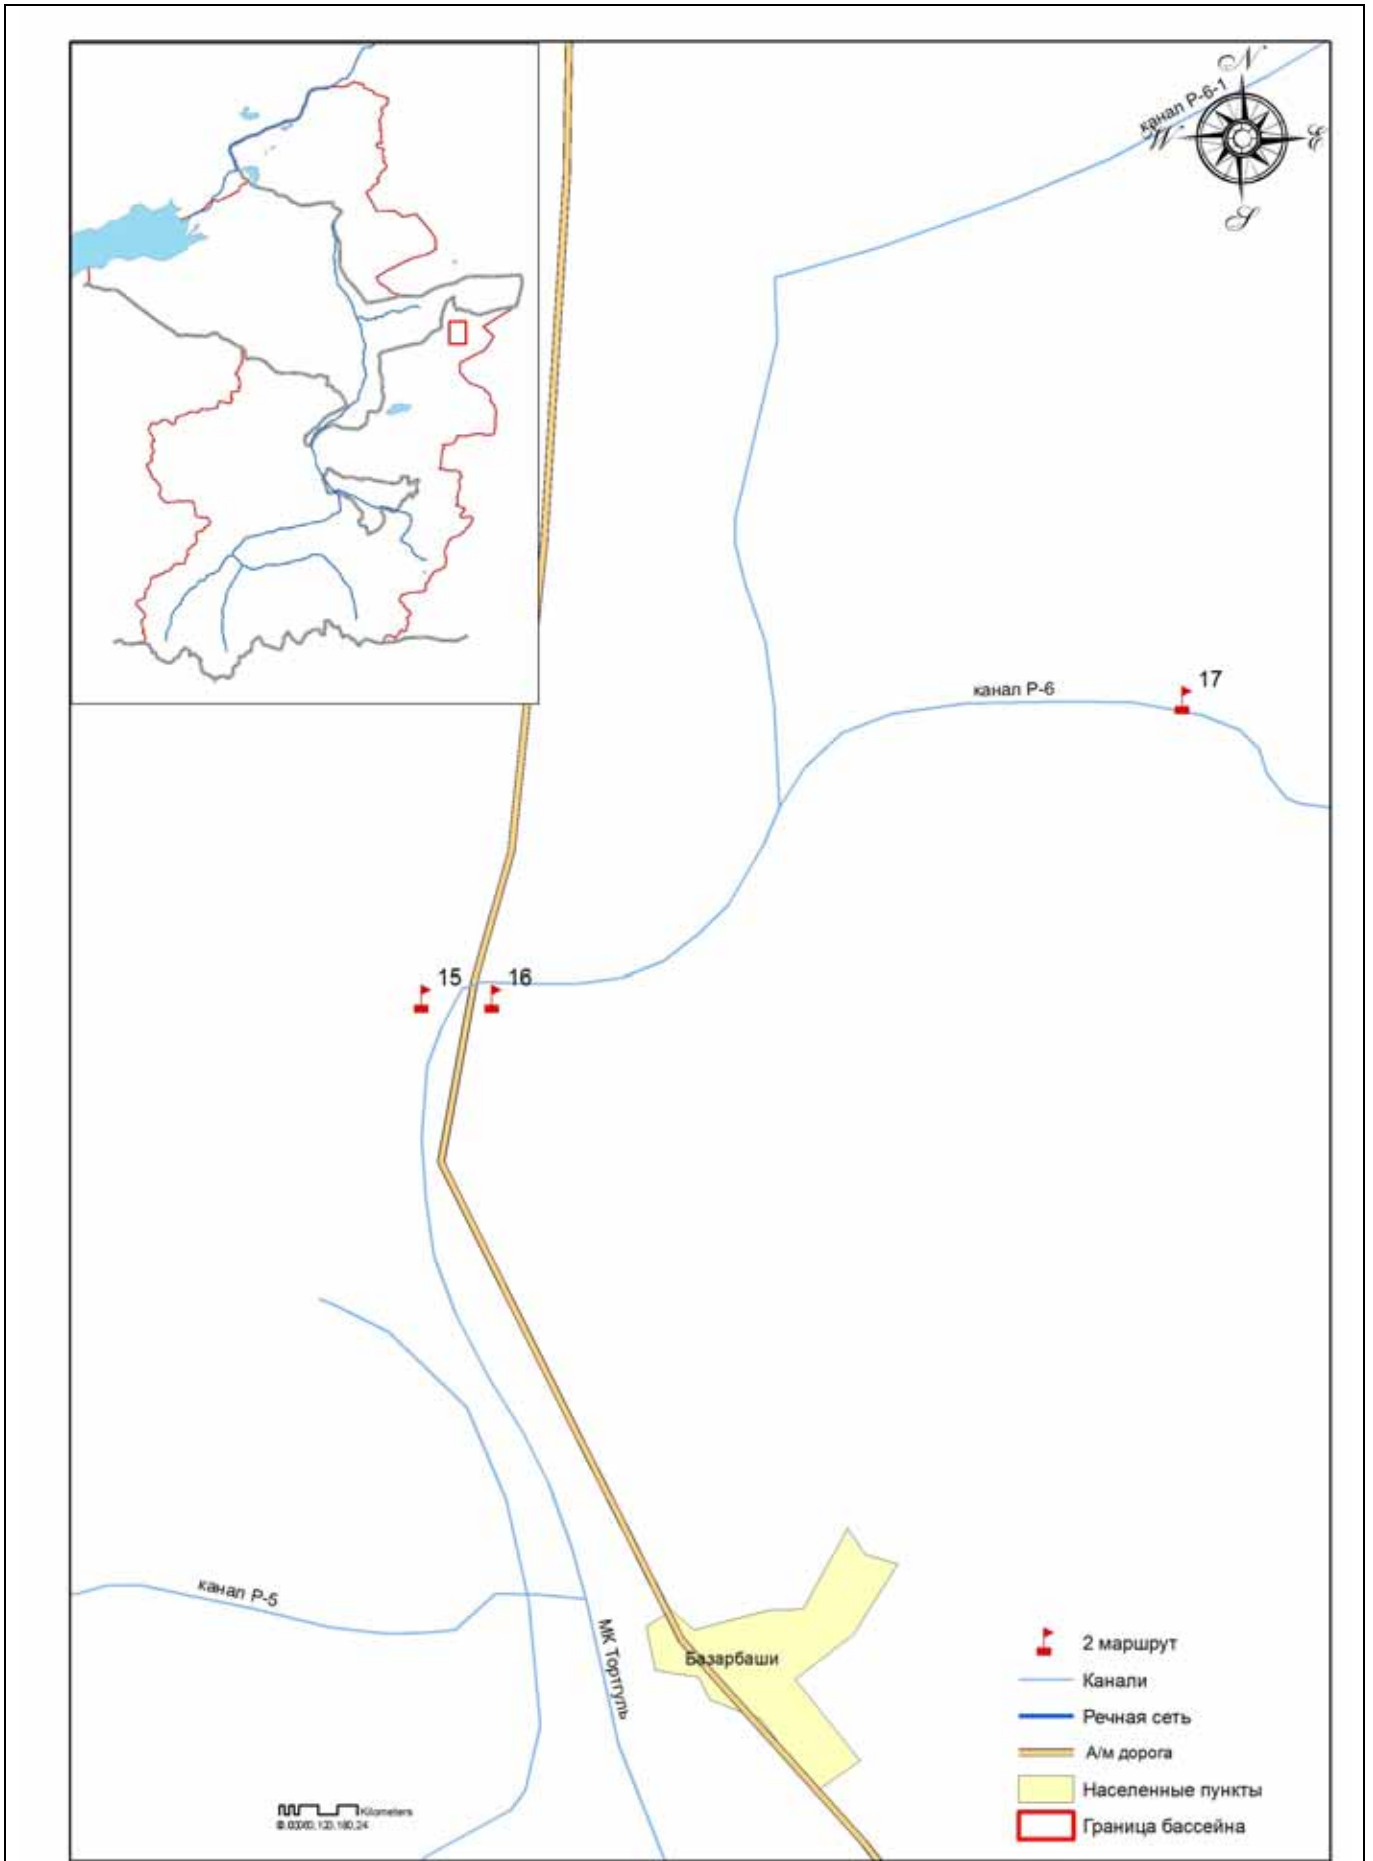 N
канал Р-6-1
W
E
S
17
канал Р-6
15
16
канал Р-5
МК Тортгуль
Базарбаши
2 маршрут
Канали
Речная сеть
А/м дорога
Населенные пункты
Граница бассейна
Kilometers